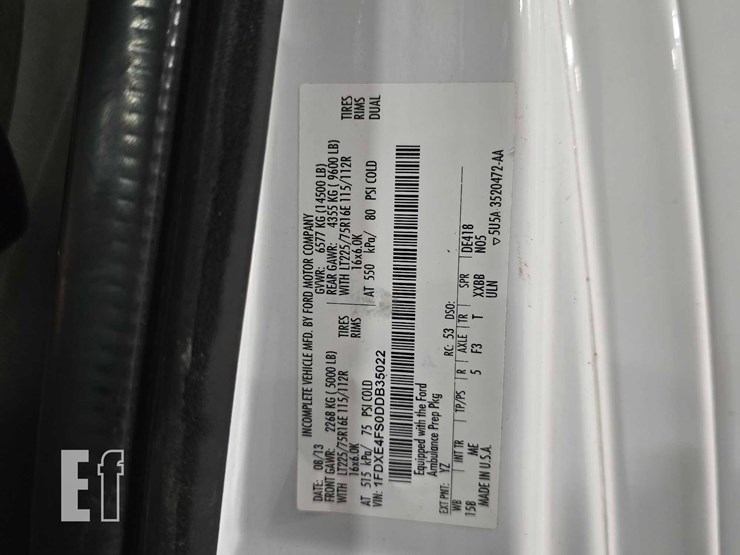 INCOMPLETE VEHICLE MFD. BY FORD MOTOR COMPANY
DATE: 08/13 GVWR: 6577 KG (14500 LB)
FRONT GAWR: 2268 KG (5000 LB) REAR GAWR: 4355 KG (9600 LB)
WITH LT225/75R16E 115/112R TIRES WITH LT225/75R16E 115/112R TIRES
16x6.0K RIMS 16x6.0K RIMS
AT 515 kPa/ 75 PSI COLD AT 550 kPa/ 80 PSI COLD DUAL
VIN: 1FDXE4FS0DDB35022
Equipped with the Ford
Ambulance Prep Pkg
EXT PNT: YZ RC: 53 DSO:
WB INT TR TP/PS R AXLE TR SPR DE418
158 ME 5 F3 T XXBB N05
MADE IN U.S.A. ULN
▽5U5A 3520472-AA
Ef